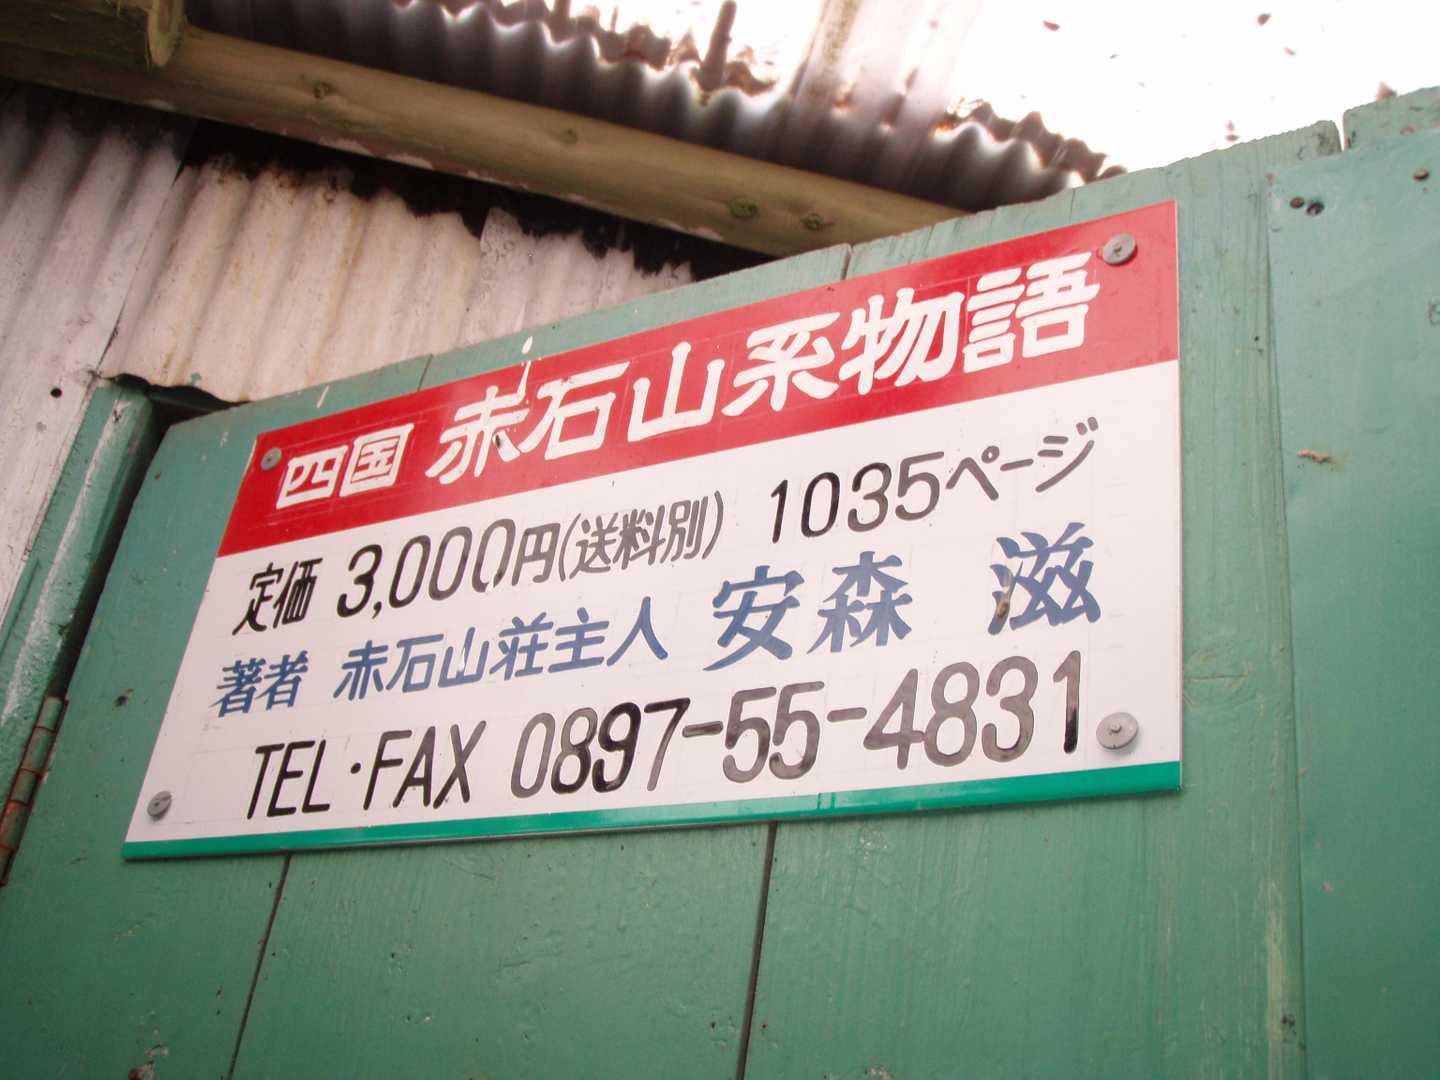 四国 赤石山系物語
定価 3,000円(送料別) 1035ページ
著者 赤石山荘主人 安森 滋
TEL・FAX 0897-55-4831